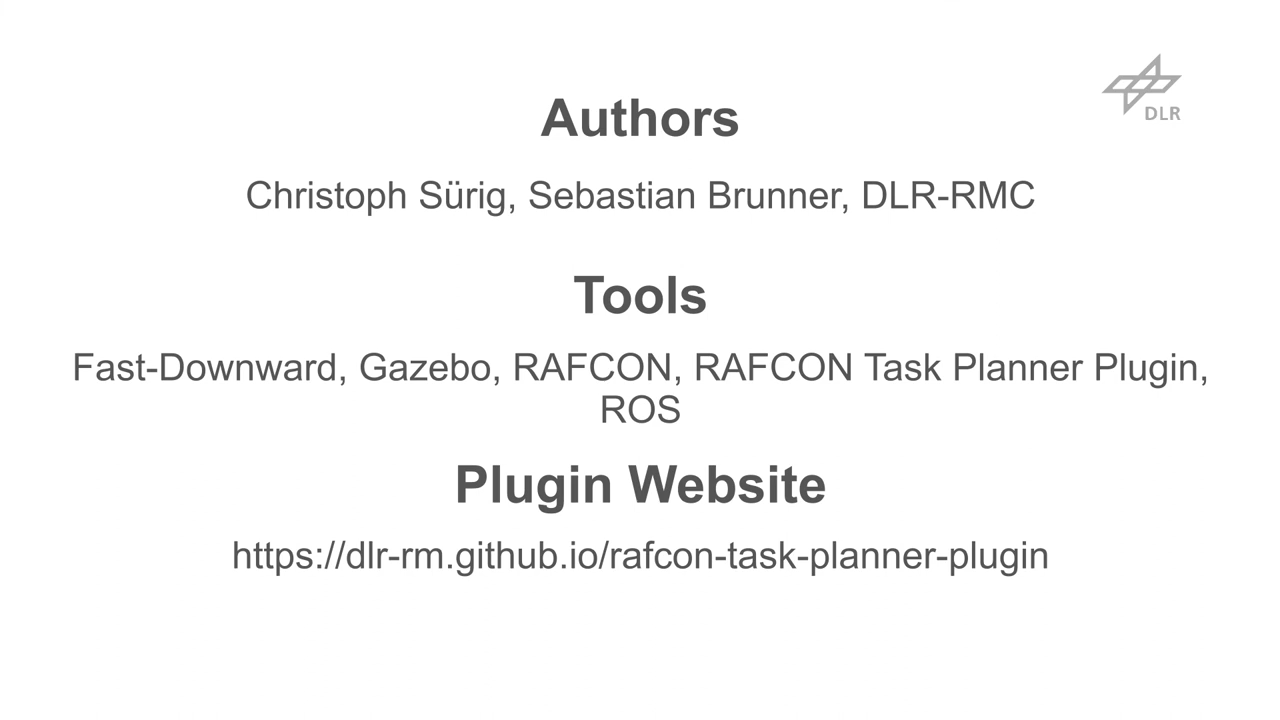 DLR
Authors
Christoph Sürig, Sebastian Brunner, DLR-RMC
Tools
Fast-Downward, Gazebo, RAFCON, RAFCON Task Planner Plugin,
ROS
Plugin Website
https://dlr-rm.github.io/rafcon-task-planner-plugin